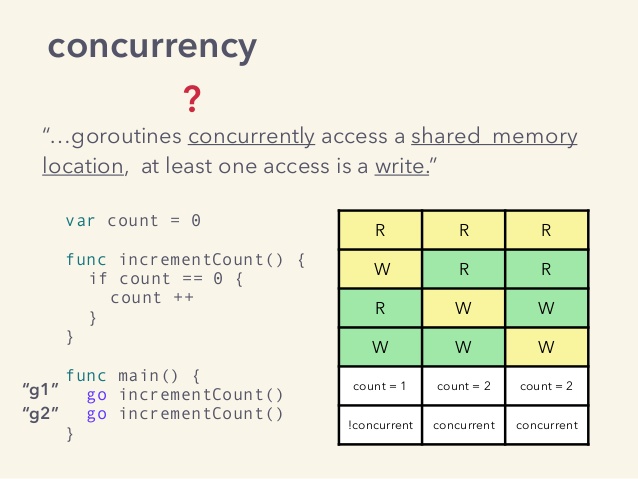 concurrency
?
“…goroutines concurrently access a shared memory
location, at least one access is a write.”
var count = 0
func incrementCount() {
if count == 0 {
count ++
}
}
func main() {
“g1” go incrementCount()
“g2” go incrementCount()
}
R R R
W R R
R W W
W W W
count = 1 count = 2 count = 2
!concurrent concurrent concurrent